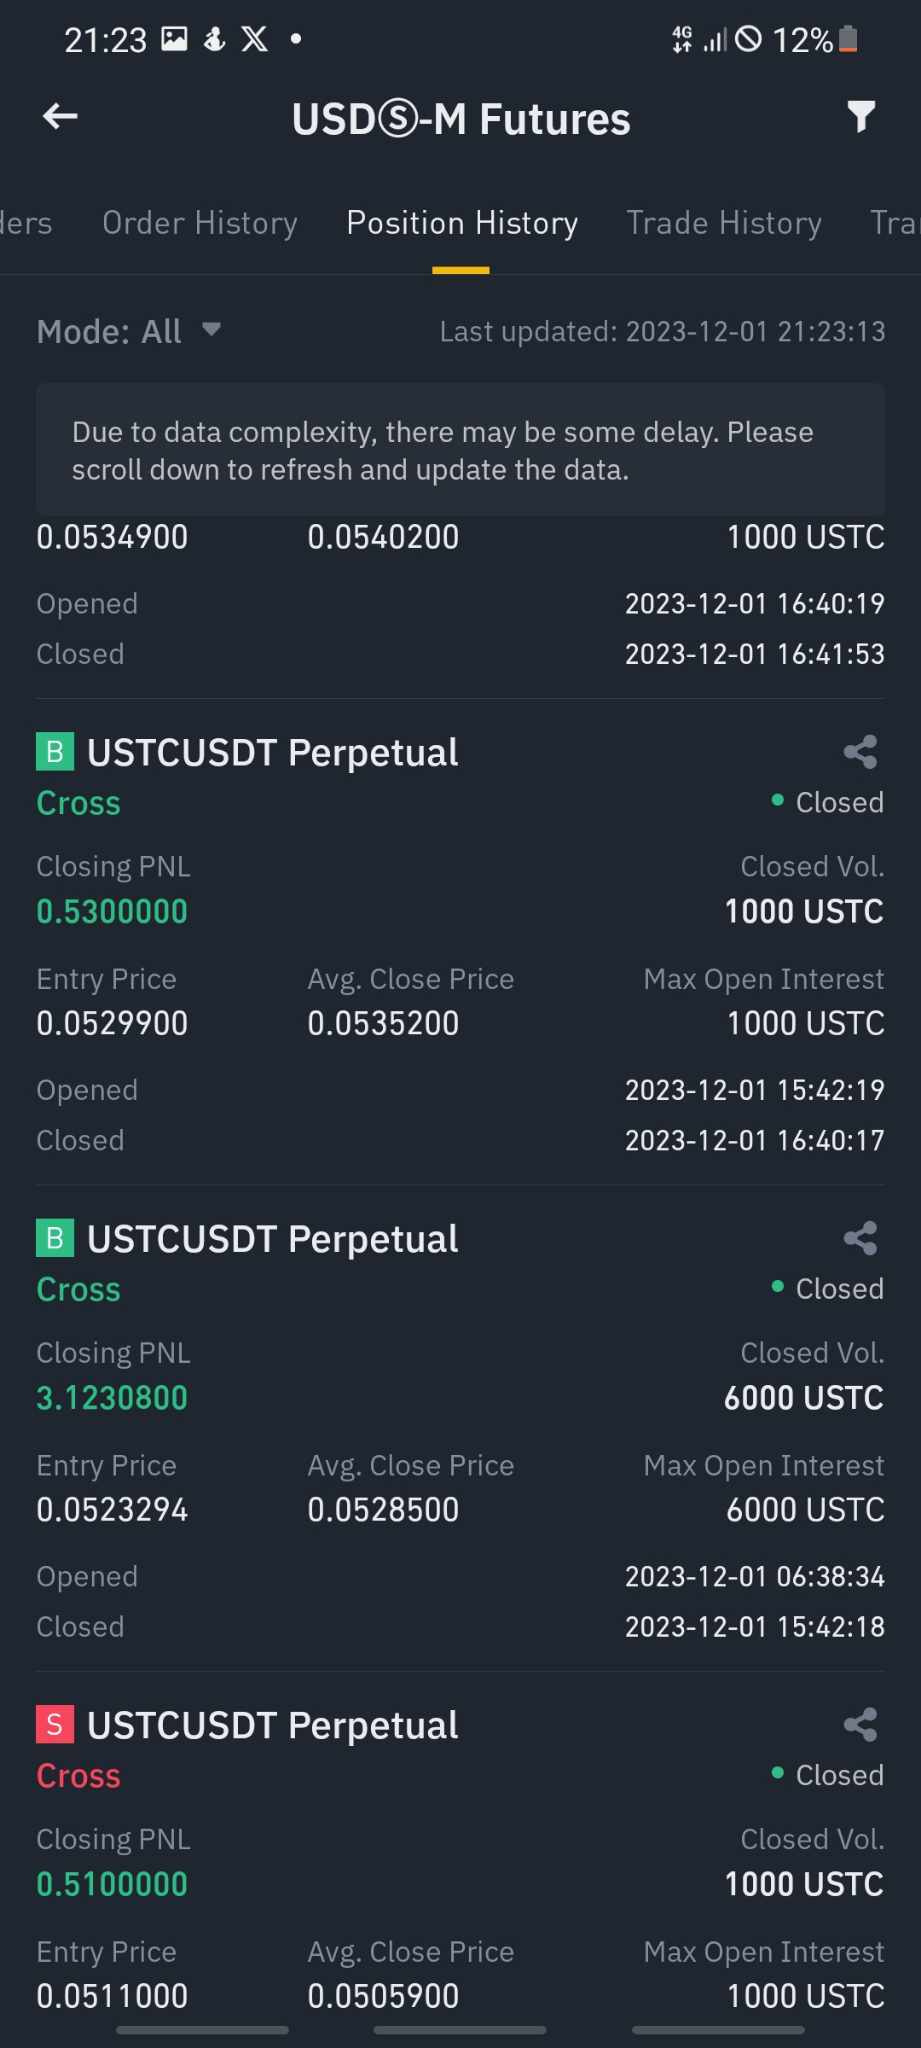 21:23 4G 12%
USDⓈ-M Futures
ders Order History Position History Trade History Tra
Mode: All Last updated: 2023-12-01 21:23:13
Due to data complexity, there may be some delay. Please
scroll down to refresh and update the data.
0.0534900 0.0540200 1000 USTC
Opened 2023-12-01 16:40:19
Closed 2023-12-01 16:41:53
B USTCUSDT Perpetual
Cross Closed
Closing PNL Closed Vol.
0.5300000 1000 USTC
Entry Price Avg. Close Price Max Open Interest
0.0529900 0.0535200 1000 USTC
Opened 2023-12-01 15:42:19
Closed 2023-12-01 16:40:17
B USTCUSDT Perpetual
Cross Closed
Closing PNL Closed Vol.
3.1230800 6000 USTC
Entry Price Avg. Close Price Max Open Interest
0.0523294 0.0528500 6000 USTC
Opened 2023-12-01 06:38:34
Closed 2023-12-01 15:42:18
S USTCUSDT Perpetual
Cross Closed
Closing PNL Closed Vol.
0.5100000 1000 USTC
Entry Price Avg. Close Price Max Open Interest
0.0511000 0.0505900 1000 USTC